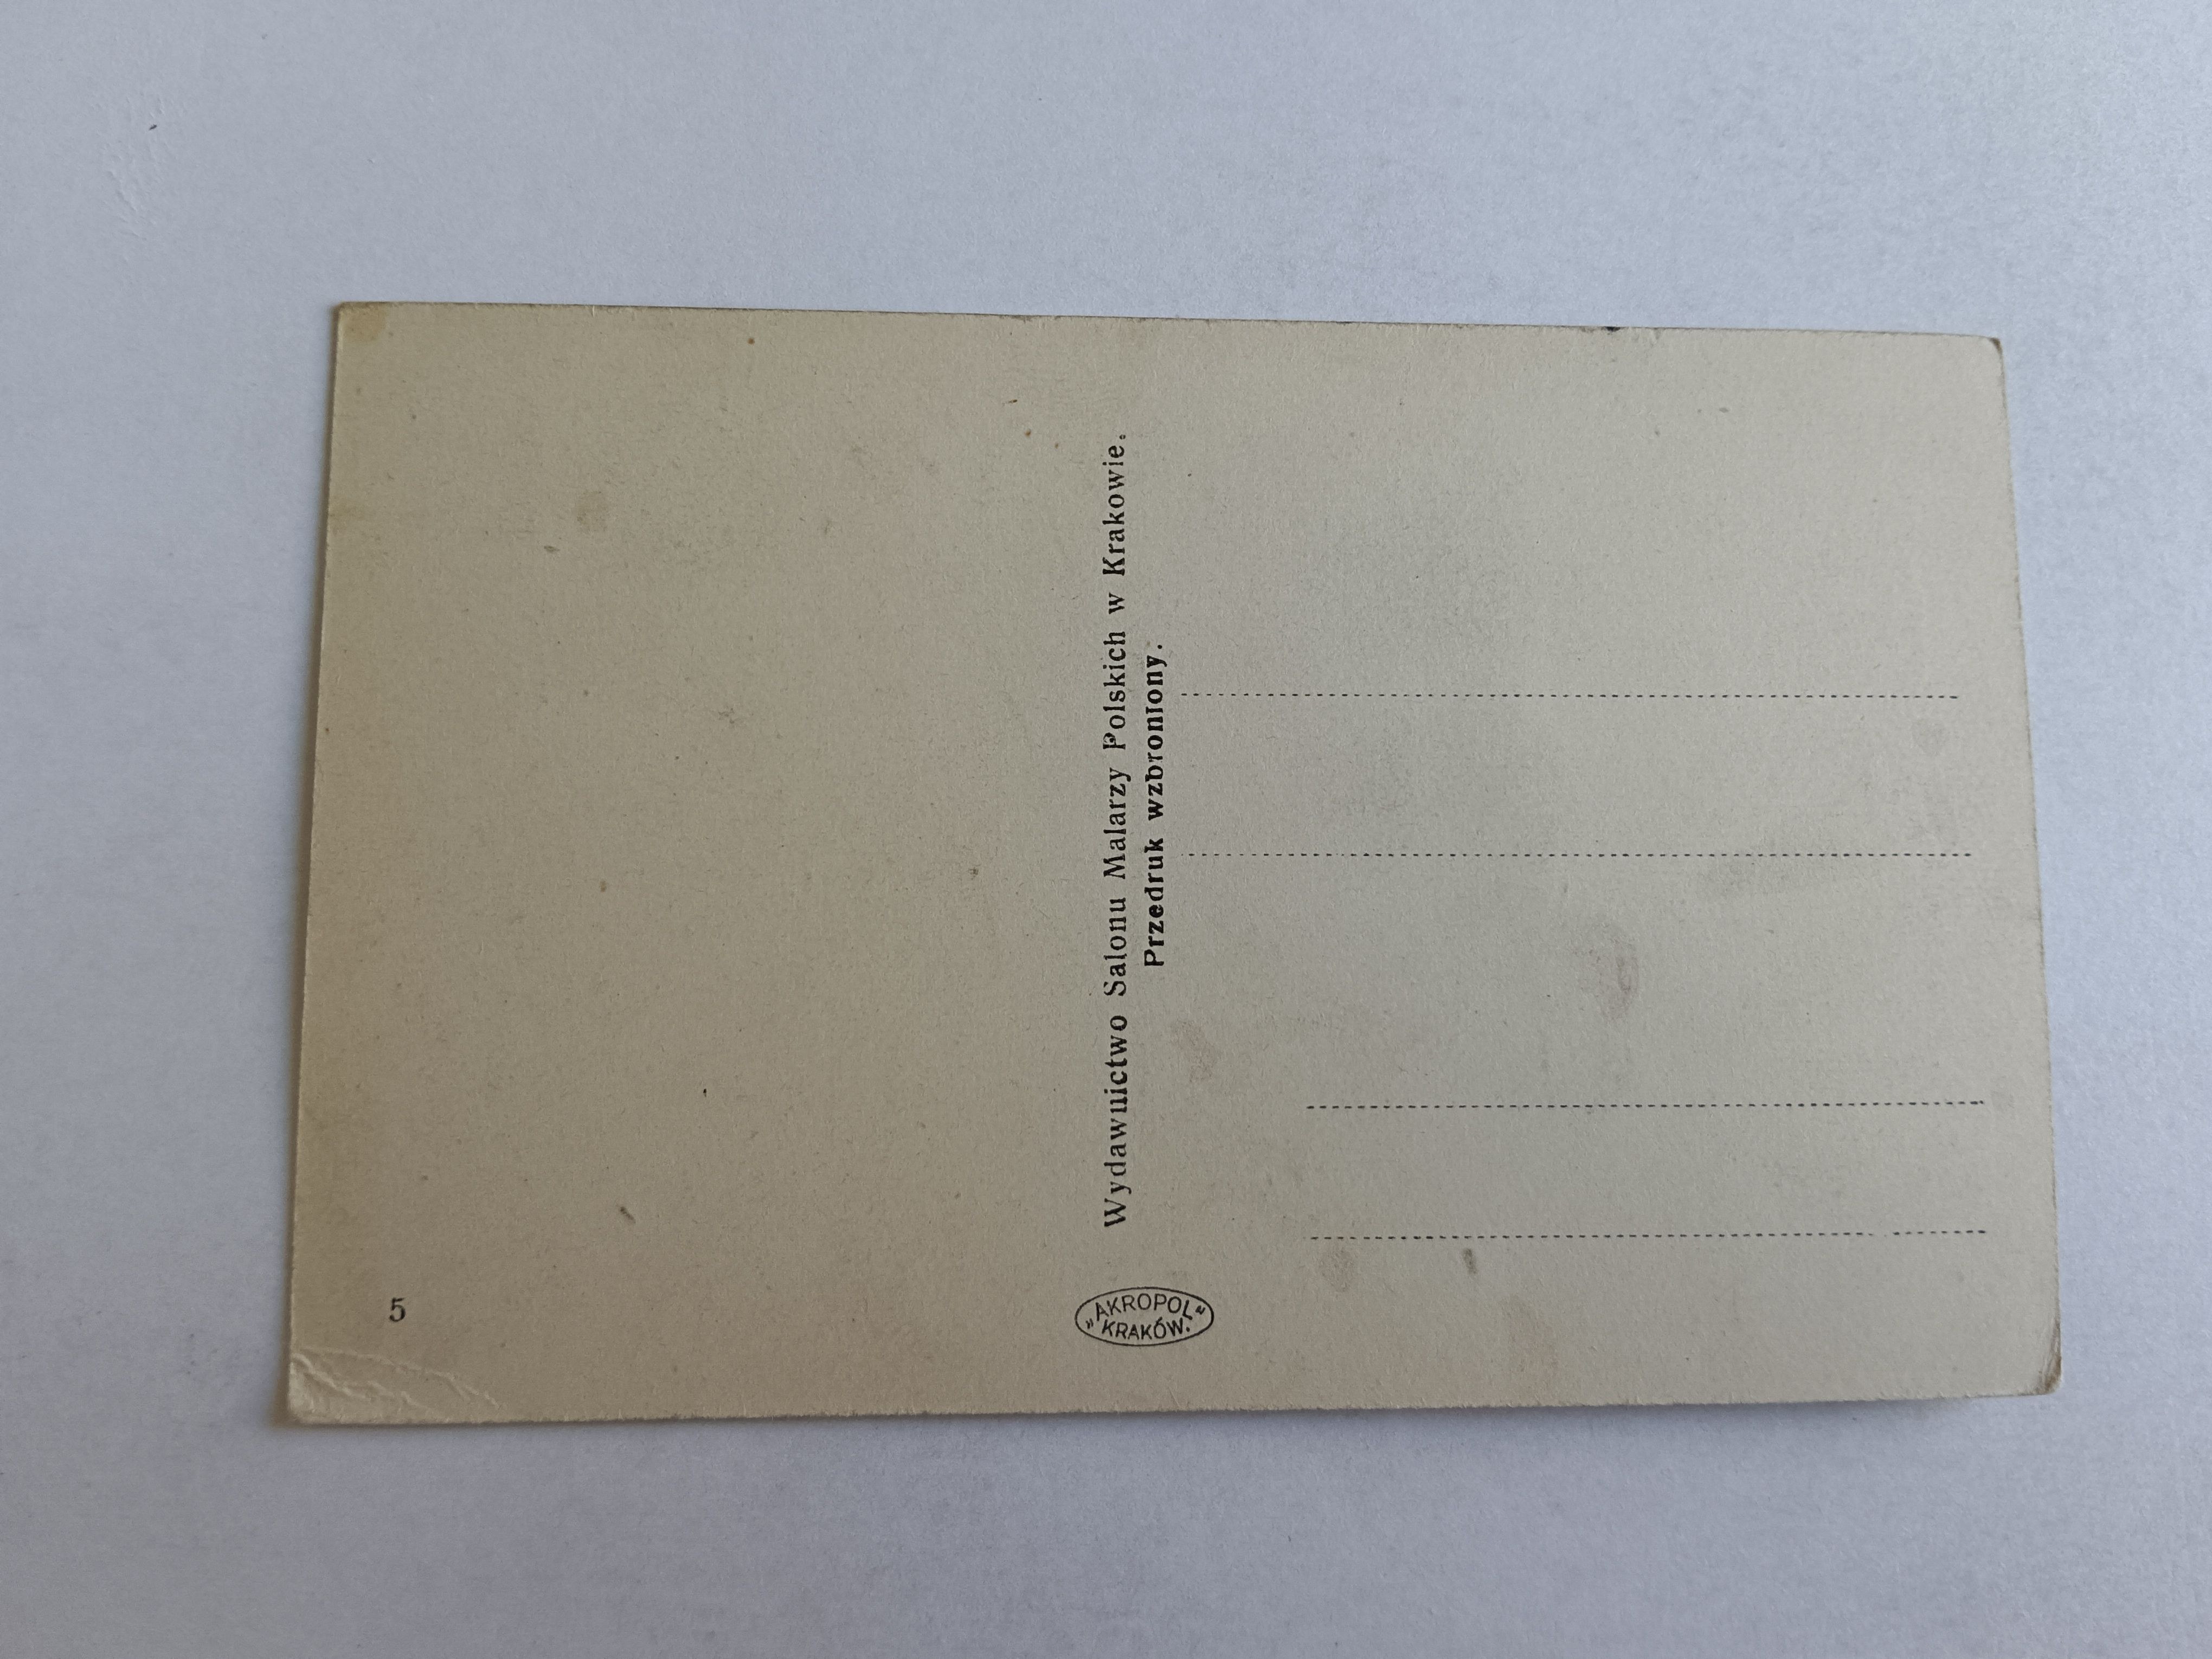 Wydawnictwo Salonu Malarzy Polskich w Krakowie.
Przedruk wzbroniony.
5
„AKROPOL“
KRAKÓW.